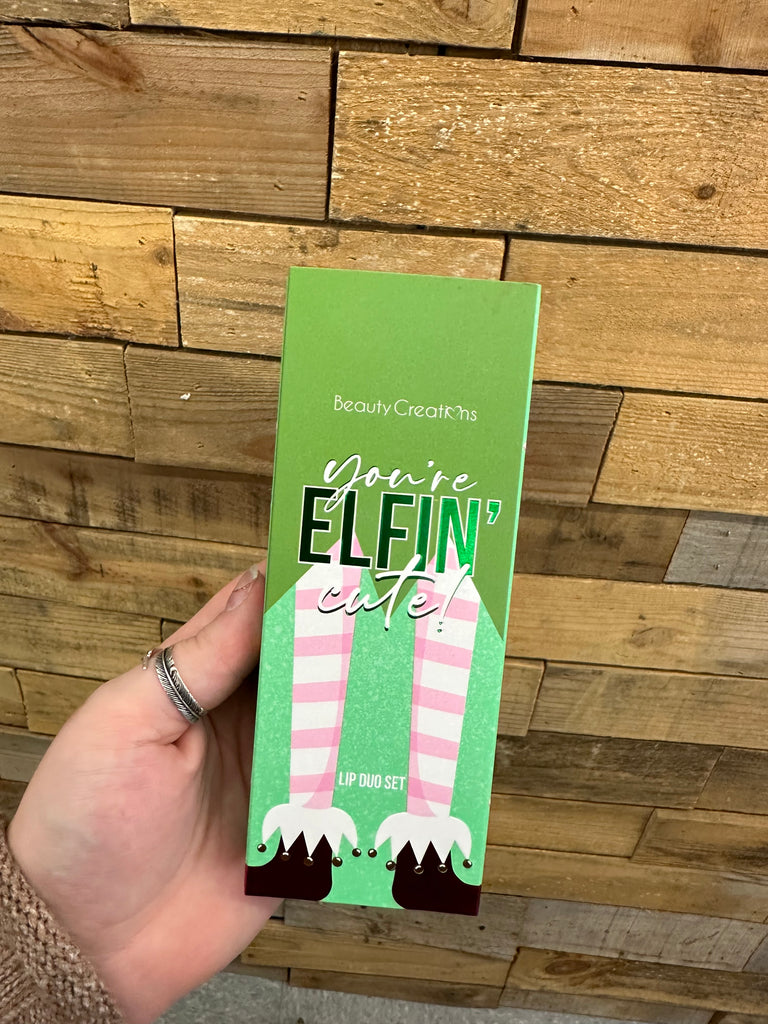 Beauty Creations
you're
ELFIN'
cute!
LIP DUO SET